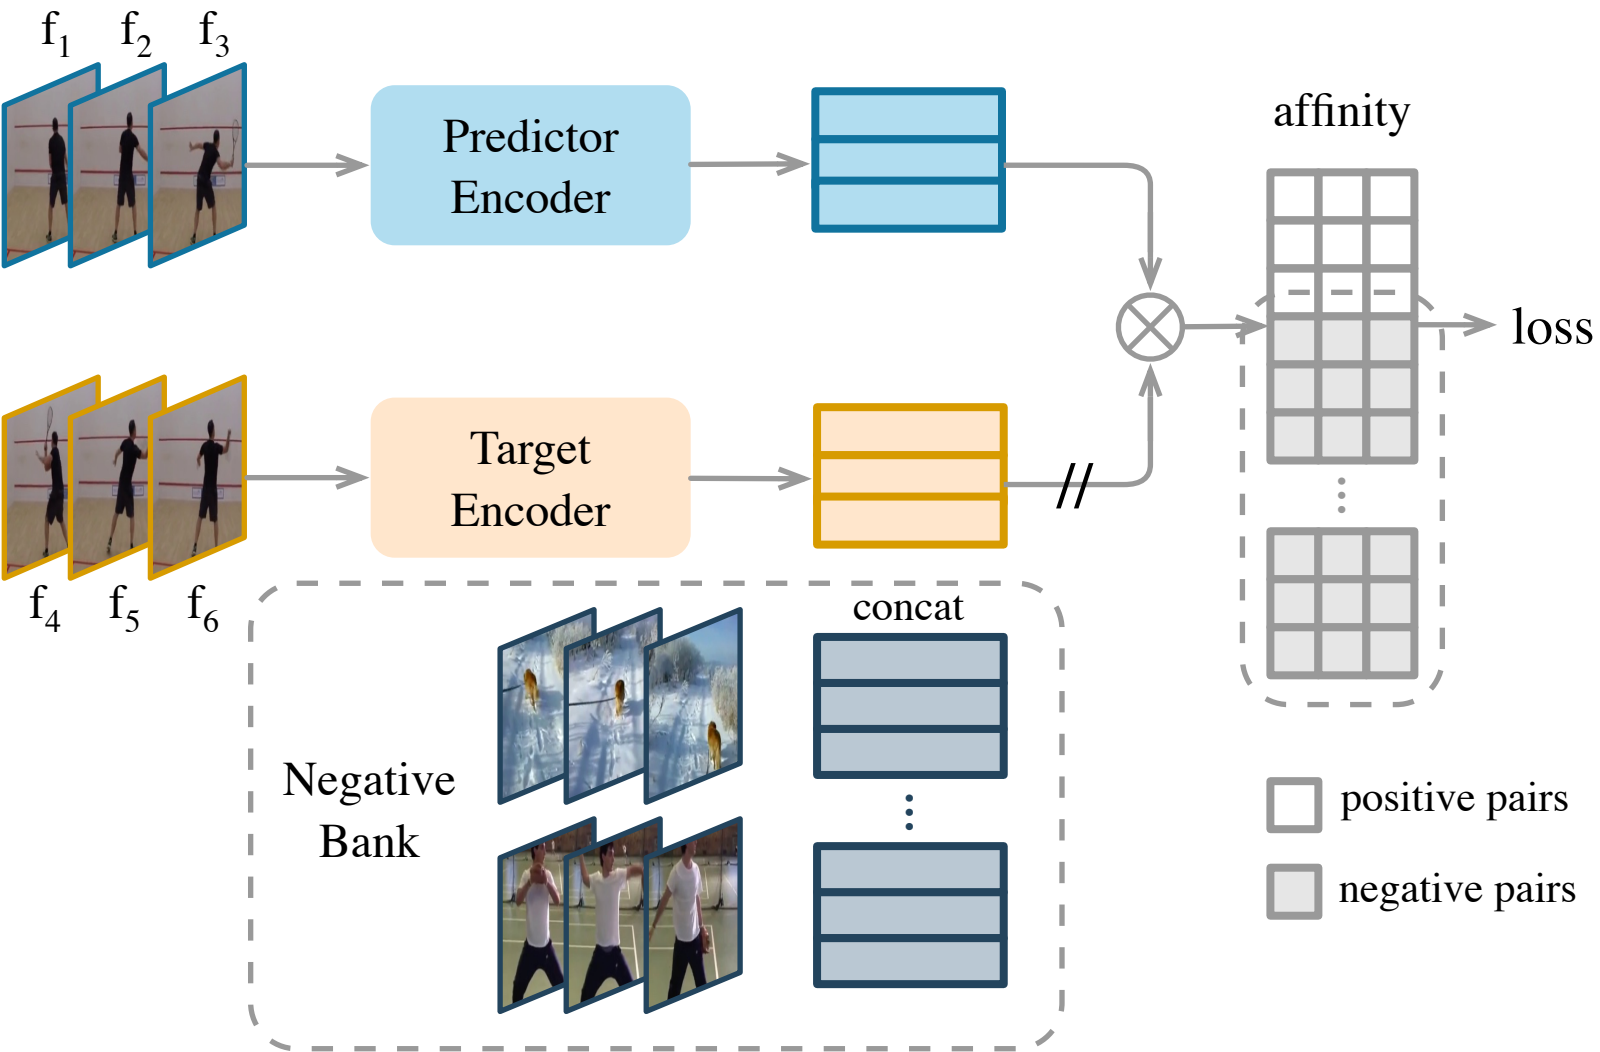 f1 f2 f3
Predictor
Encoder
affinity
loss
Target
Encoder
//
f4 f5 f6
concat
Negative
Bank
positive pairs
negative pairs